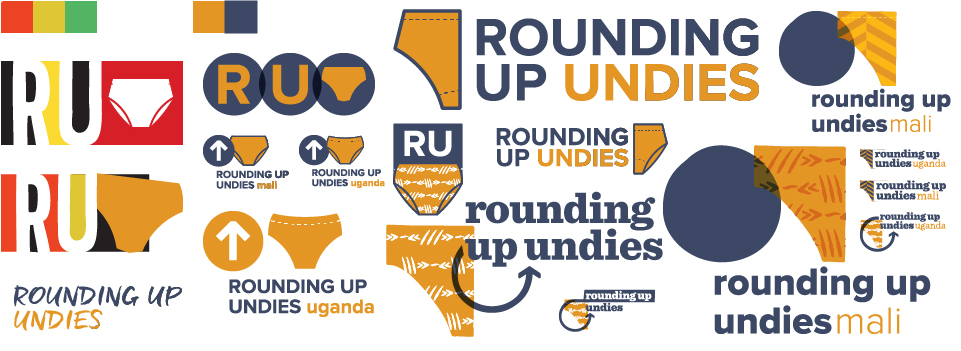 RU
RU
ROUNDING UP
UNDIES
RU
ROUNDING UP
UNDIES mali
ROUNDING UP
UNDIES uganda
ROUNDING UP
UNDIES uganda
ROUNDING
UP UNDIES
RU
ROUNDING
UP UNDIES
rounding
up undies
rounding up
undies
rounding up
undies mali
rounding up
undies uganda
rounding up
undies mali
rounding up
undies uganda
rounding up
undies mali